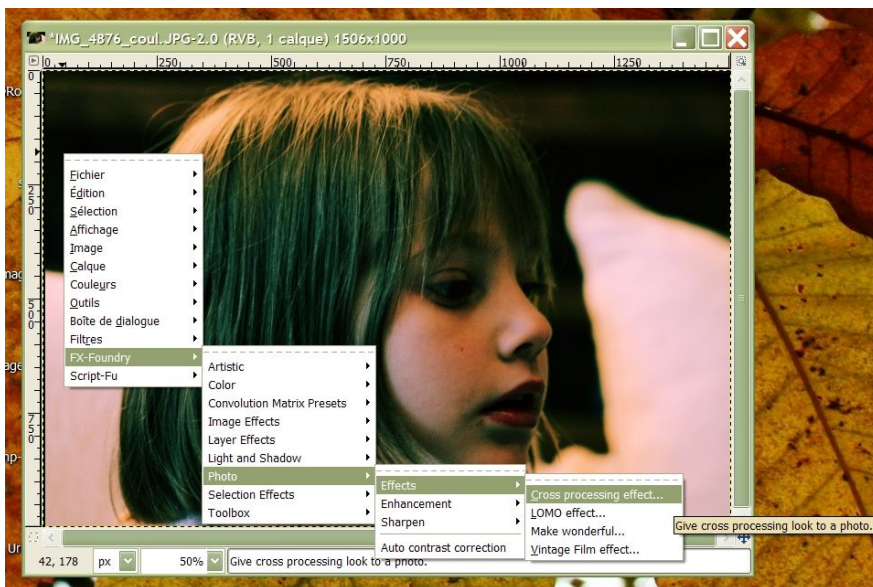 *IMG_4876_coul.JPG-2.0 (RVB, 1 calque) 1506x1000
0 250 500 750 1000 1250
0
250
500
750
Fichier
Édition
Sélection
Affichage
Image
Calque
Couleurs
Outils
Boîte de dialogue
Filtres
FX-Foundry
Script-Fu
Artistic
Color
Convolution Matrix Presets
Image Effects
Layer Effects
Light and Shadow
Photo
Selection Effects
Toolbox
Effects
Enhancement
Sharpen
Auto contrast correction
Cross processing effect...
LOMO effect...
Make wonderful...
Vintage Film effect...
Give cross processing look to a photo.
42, 178 px 50% Give cross processing look to a photo.